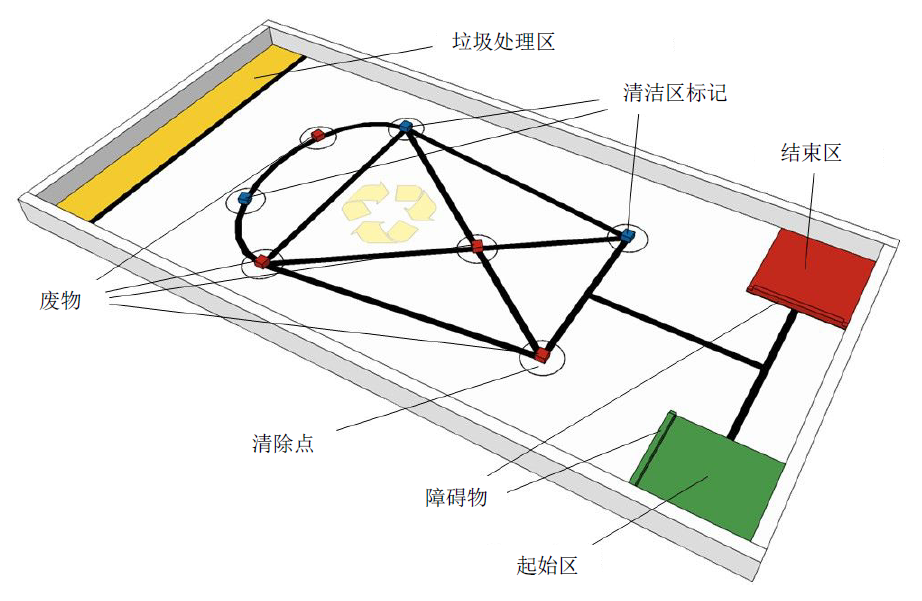 垃圾处理区
清洁区标记
结束区
废物
清除点
障碍物
起始区